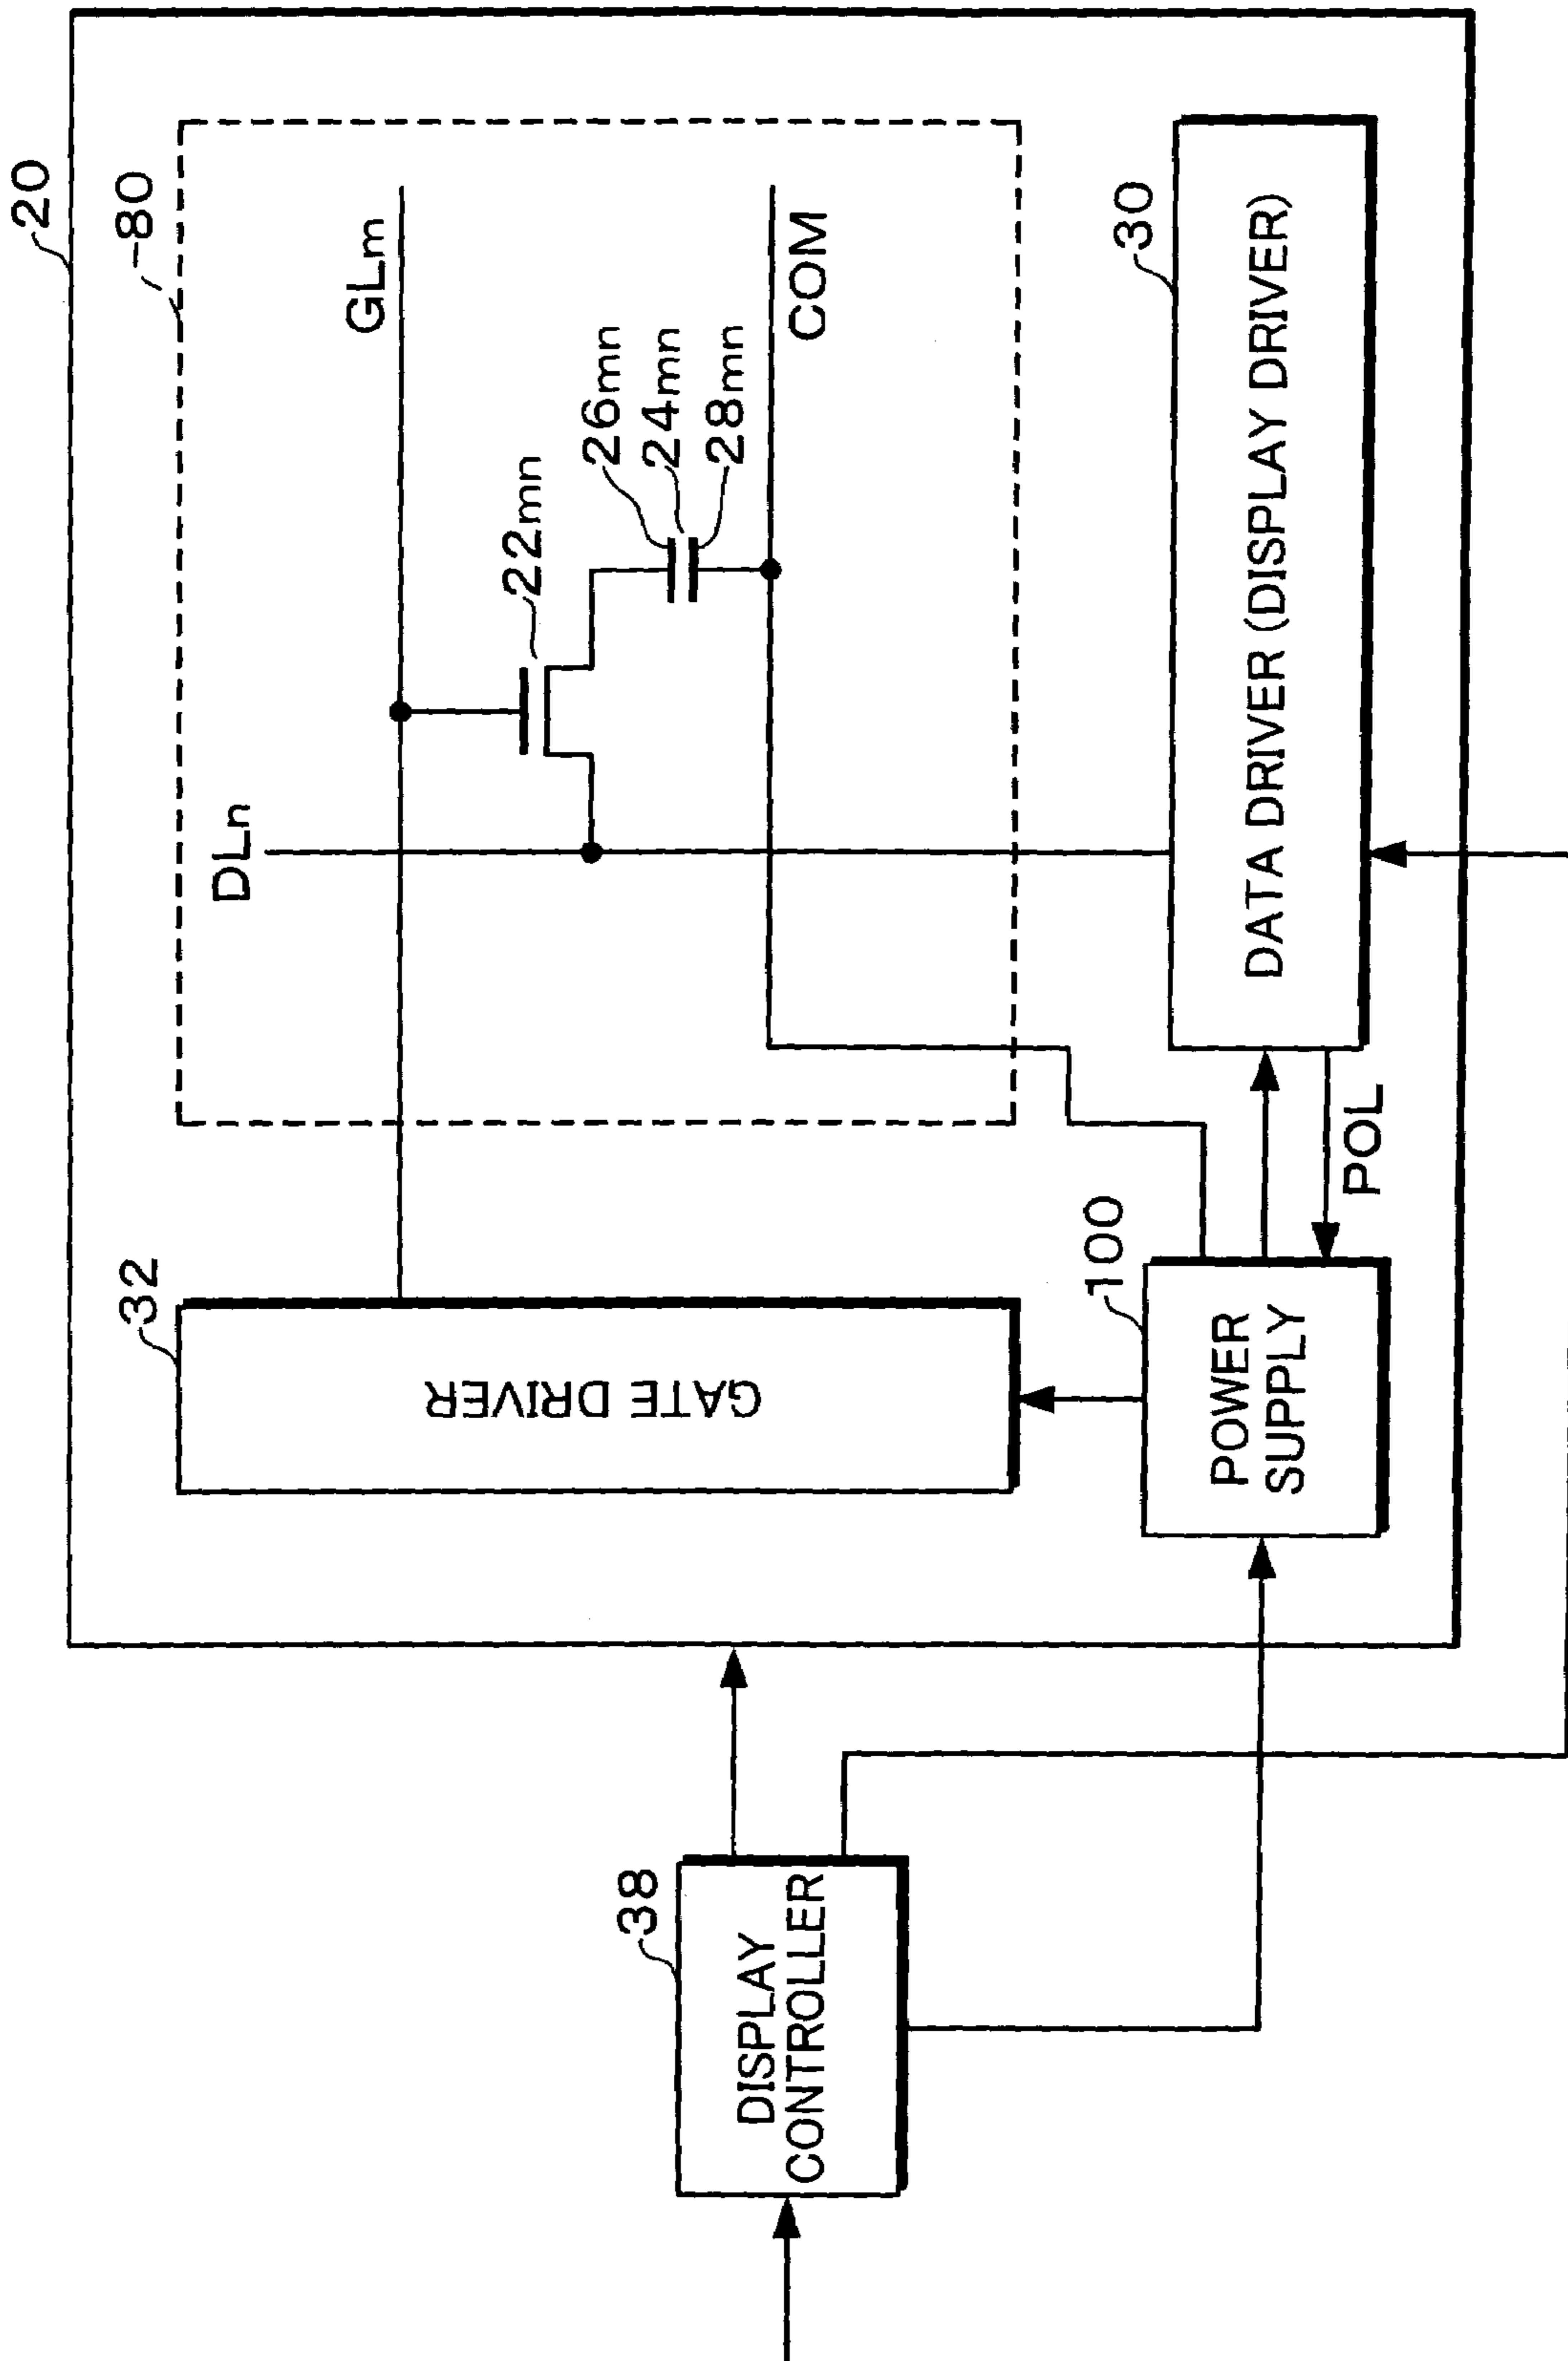 20
80
32
GLm
DLn
22mn
26mn
24mn
28mn
COM
GATE DRIVER
38
DISPLAY
CONTROLLER
100
POWER
SUPPLY
POL
30
DATA DRIVER (DISPLAY DRIVER)